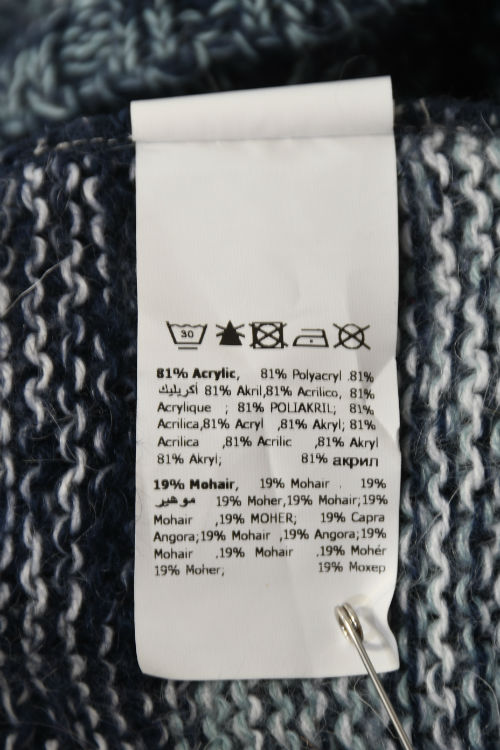 30
81% Acrylic, 81% Polyacryl .81%
أكريليك 81% Akril,81% Acrilico, 81%
Acrylique ; 81% POLIAKRIL; 81%
Acrilica,81% Acryl ,81% Akryl; 81%
Acrilica ,81% Acrilic ,81% Akryl
81% Akryl; 81% акрил
19% Mohair, 19% Mohair . 19%
موهير 19% Moher,19% Mohair;19%
Mohair ,19% MOHER; 19% Capra
Angora;19% Mohair ,19% Angora;19%
Mohair .19% Mohair .19% Mohér
19% Moher; 19% Мохер